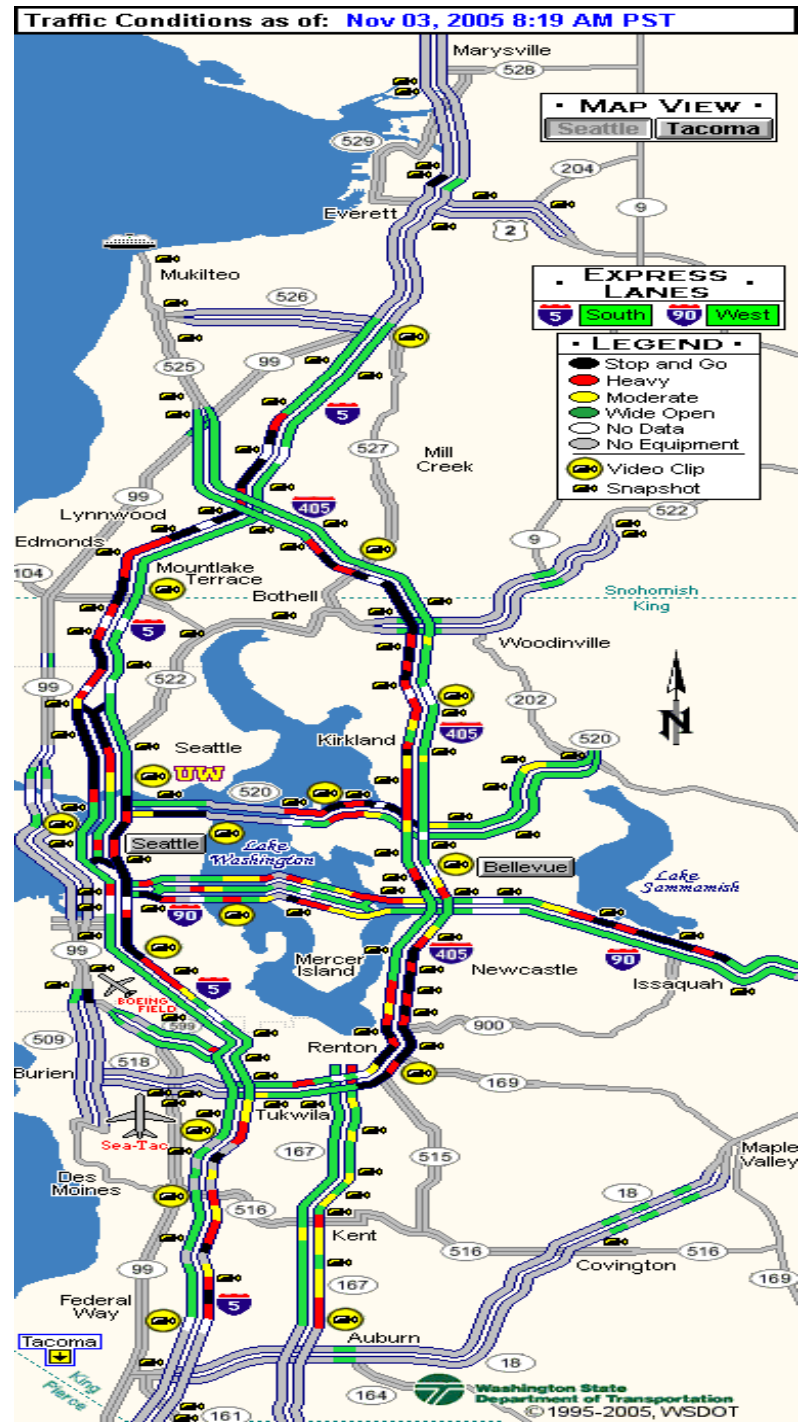 Traffic Conditions as of: Nov 03, 2005 8:19 AM PST
Marysville
528
· MAP VIEW ·
Seattle Tacoma
529
204
9
Everett
2
Mukilteo
526
· EXPRESS LANES ·
5 South 90 West
· LEGEND ·
Stop and Go
Heavy
Moderate
Wide Open
No Data
No Equipment
Video Clip
Snapshot
99
525
5
527
Mill
Creek
99
405
Lynnwood
522
Edmonds
9
104
Mountlake
Terrace
Bothell
Snohomish
King
5
Woodinville
522
99
202
N
405
Kirkland
Seattle
520
UW
520
Seattle
Lake
Washington
Bellevue
Lake
Sammamish
90
99
Mercer
Island
405
Newcastle
90
Issaquah
5
BOEING
FIELD
599
900
509
518
Renton
Burien
169
Tukwila
Sea-Tac
167
515
Maple
Valley
Des
Moines
18
516
Kent
516
516
99
Covington
167
169
Federal
Way
5
Auburn
Tacoma
18
King
Pierce
164
161
Washington State
Department of Transportation
©1995-2005, WSDOT